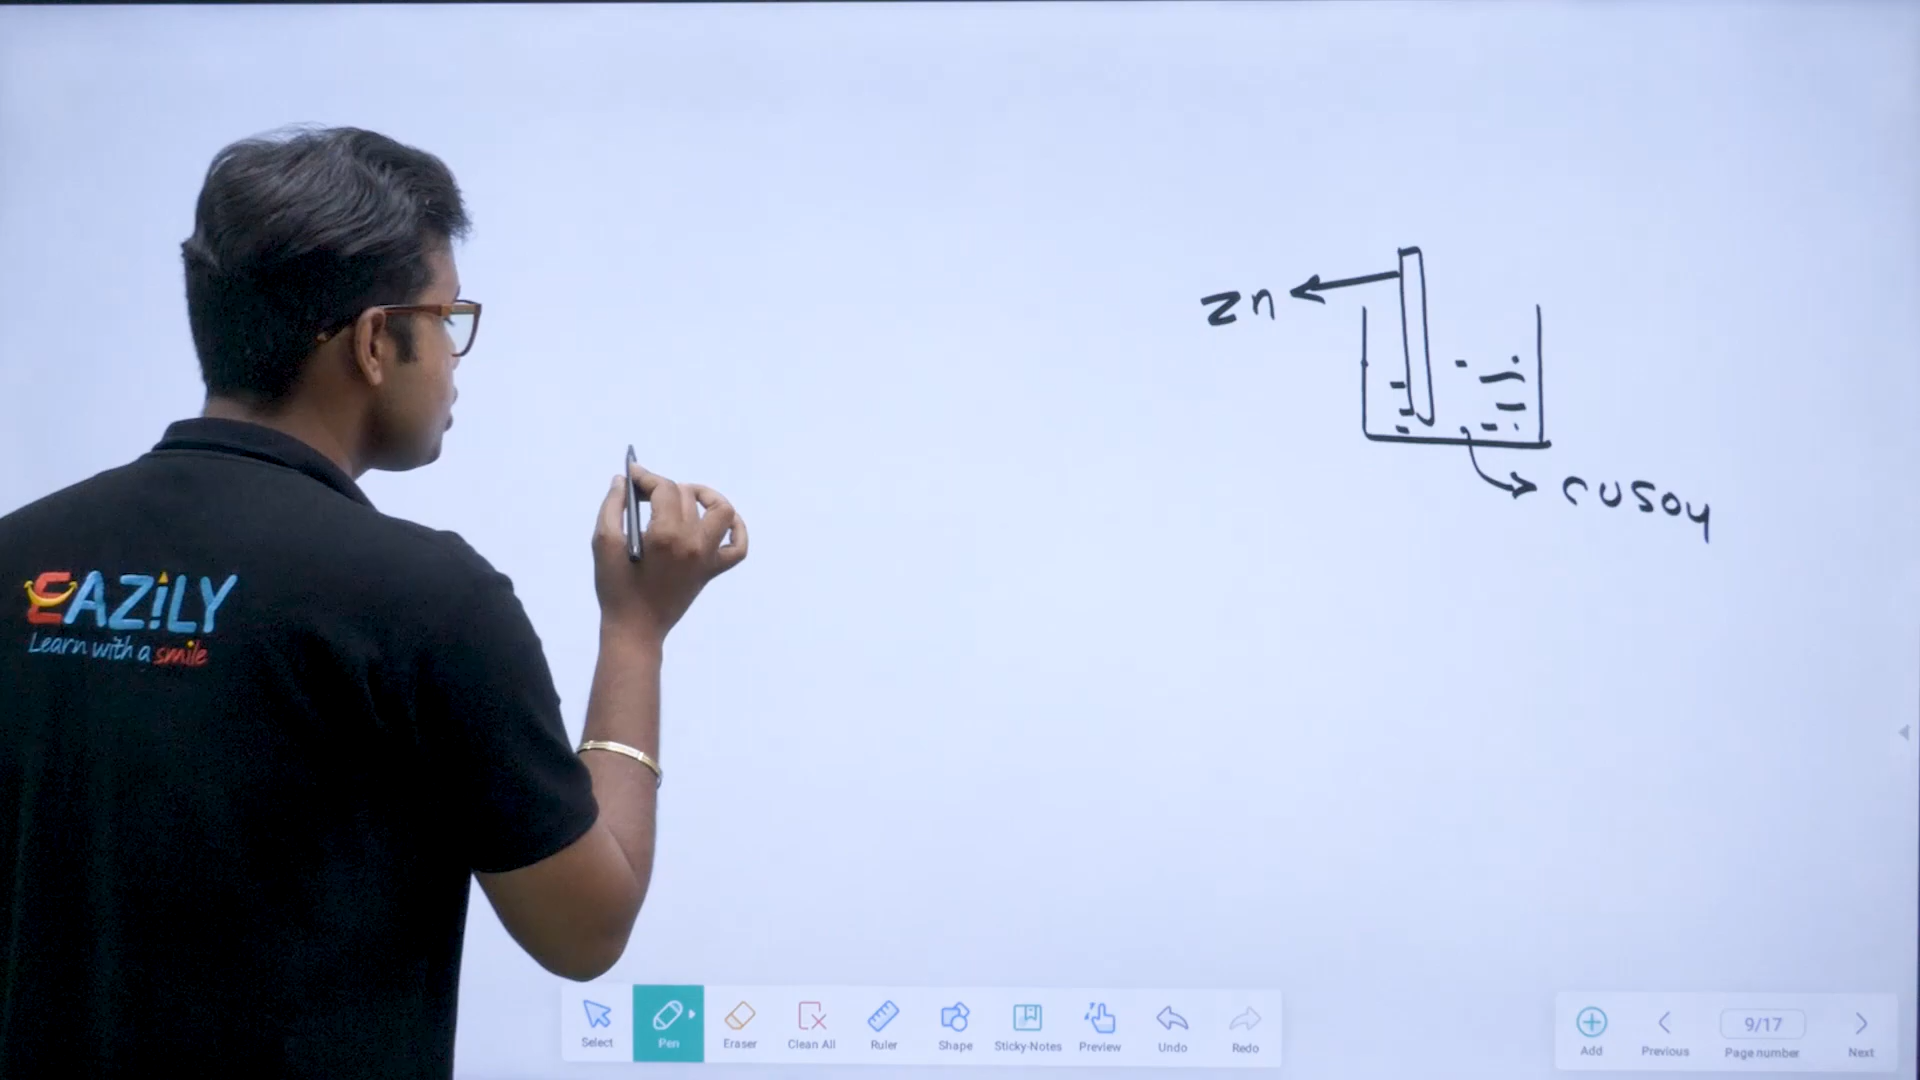 Zn
CUSO4
EAZiLY
Learn with a smile
Select
Pen
Eraser
Clean All
Ruler
Shape
Sticky-Notes
Preview
Undo
Redo
Add
Previous
9/17
Page number
Next